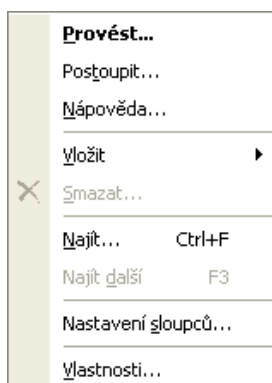 Provést...
Postoupit...
Nápověda...
Vložit
Smazat...
Najít... Ctrl+F
Najít další F3
Nastavení sloupců...
Vlastnosti...